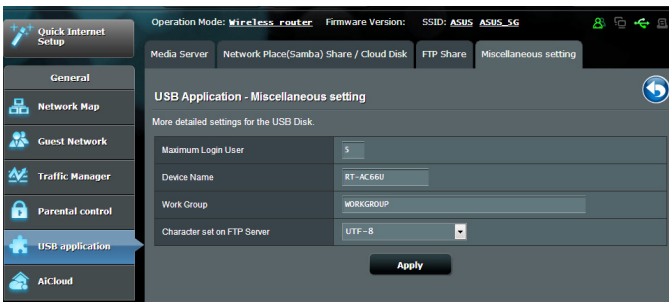 Quick Internet
Setup
Operation Mode: Wireless router Firmware Version: SSID: ASUS ASUS_5G
Media Server
Network Place(Samba) Share / Cloud Disk
FTP Share
Miscellaneous setting
General
Network Map
Guest Network
Traffic Manager
Parental control
USB application
AiCloud
USB Application - Miscellaneous setting
More detailed settings for the USB Disk.
Maximum Login User 5
Device Name RT-AC66U
Work Group WORKGROUP
Character set on FTP Server UTF-8
Apply